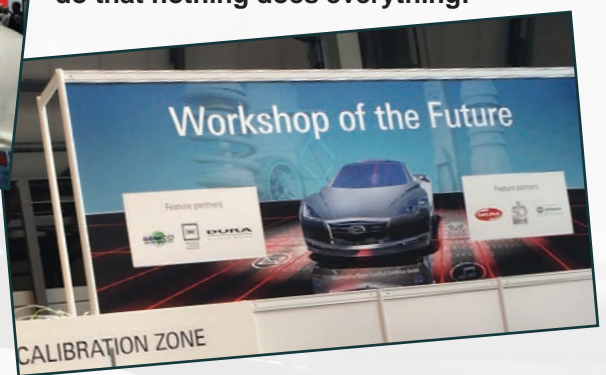 do that nothing does everything.
Workshop of the Future
Feature partners
DURA
Feature partners
CALIBRATION ZONE